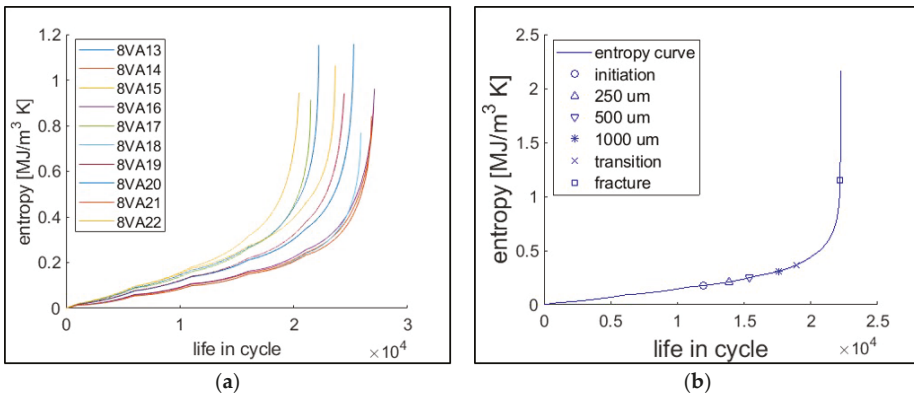 1.2
1
0.8
0.6
0.4
0.2
0
entropy [MJ/m³ K]
8VA13
8VA14
8VA15
8VA16
8VA17
8VA18
8VA19
8VA20
8VA21
8VA22
0 1 2 3
×10⁴
life in cycle
(a)
2.5
2
1.5
1
0.5
0
entropy [MJ/m³ K]
entropy curve
initiation
250 um
500 um
1000 um
transition
fracture
0 0.5 1 1.5 2 2.5
×10⁴
life in cycle
(b)